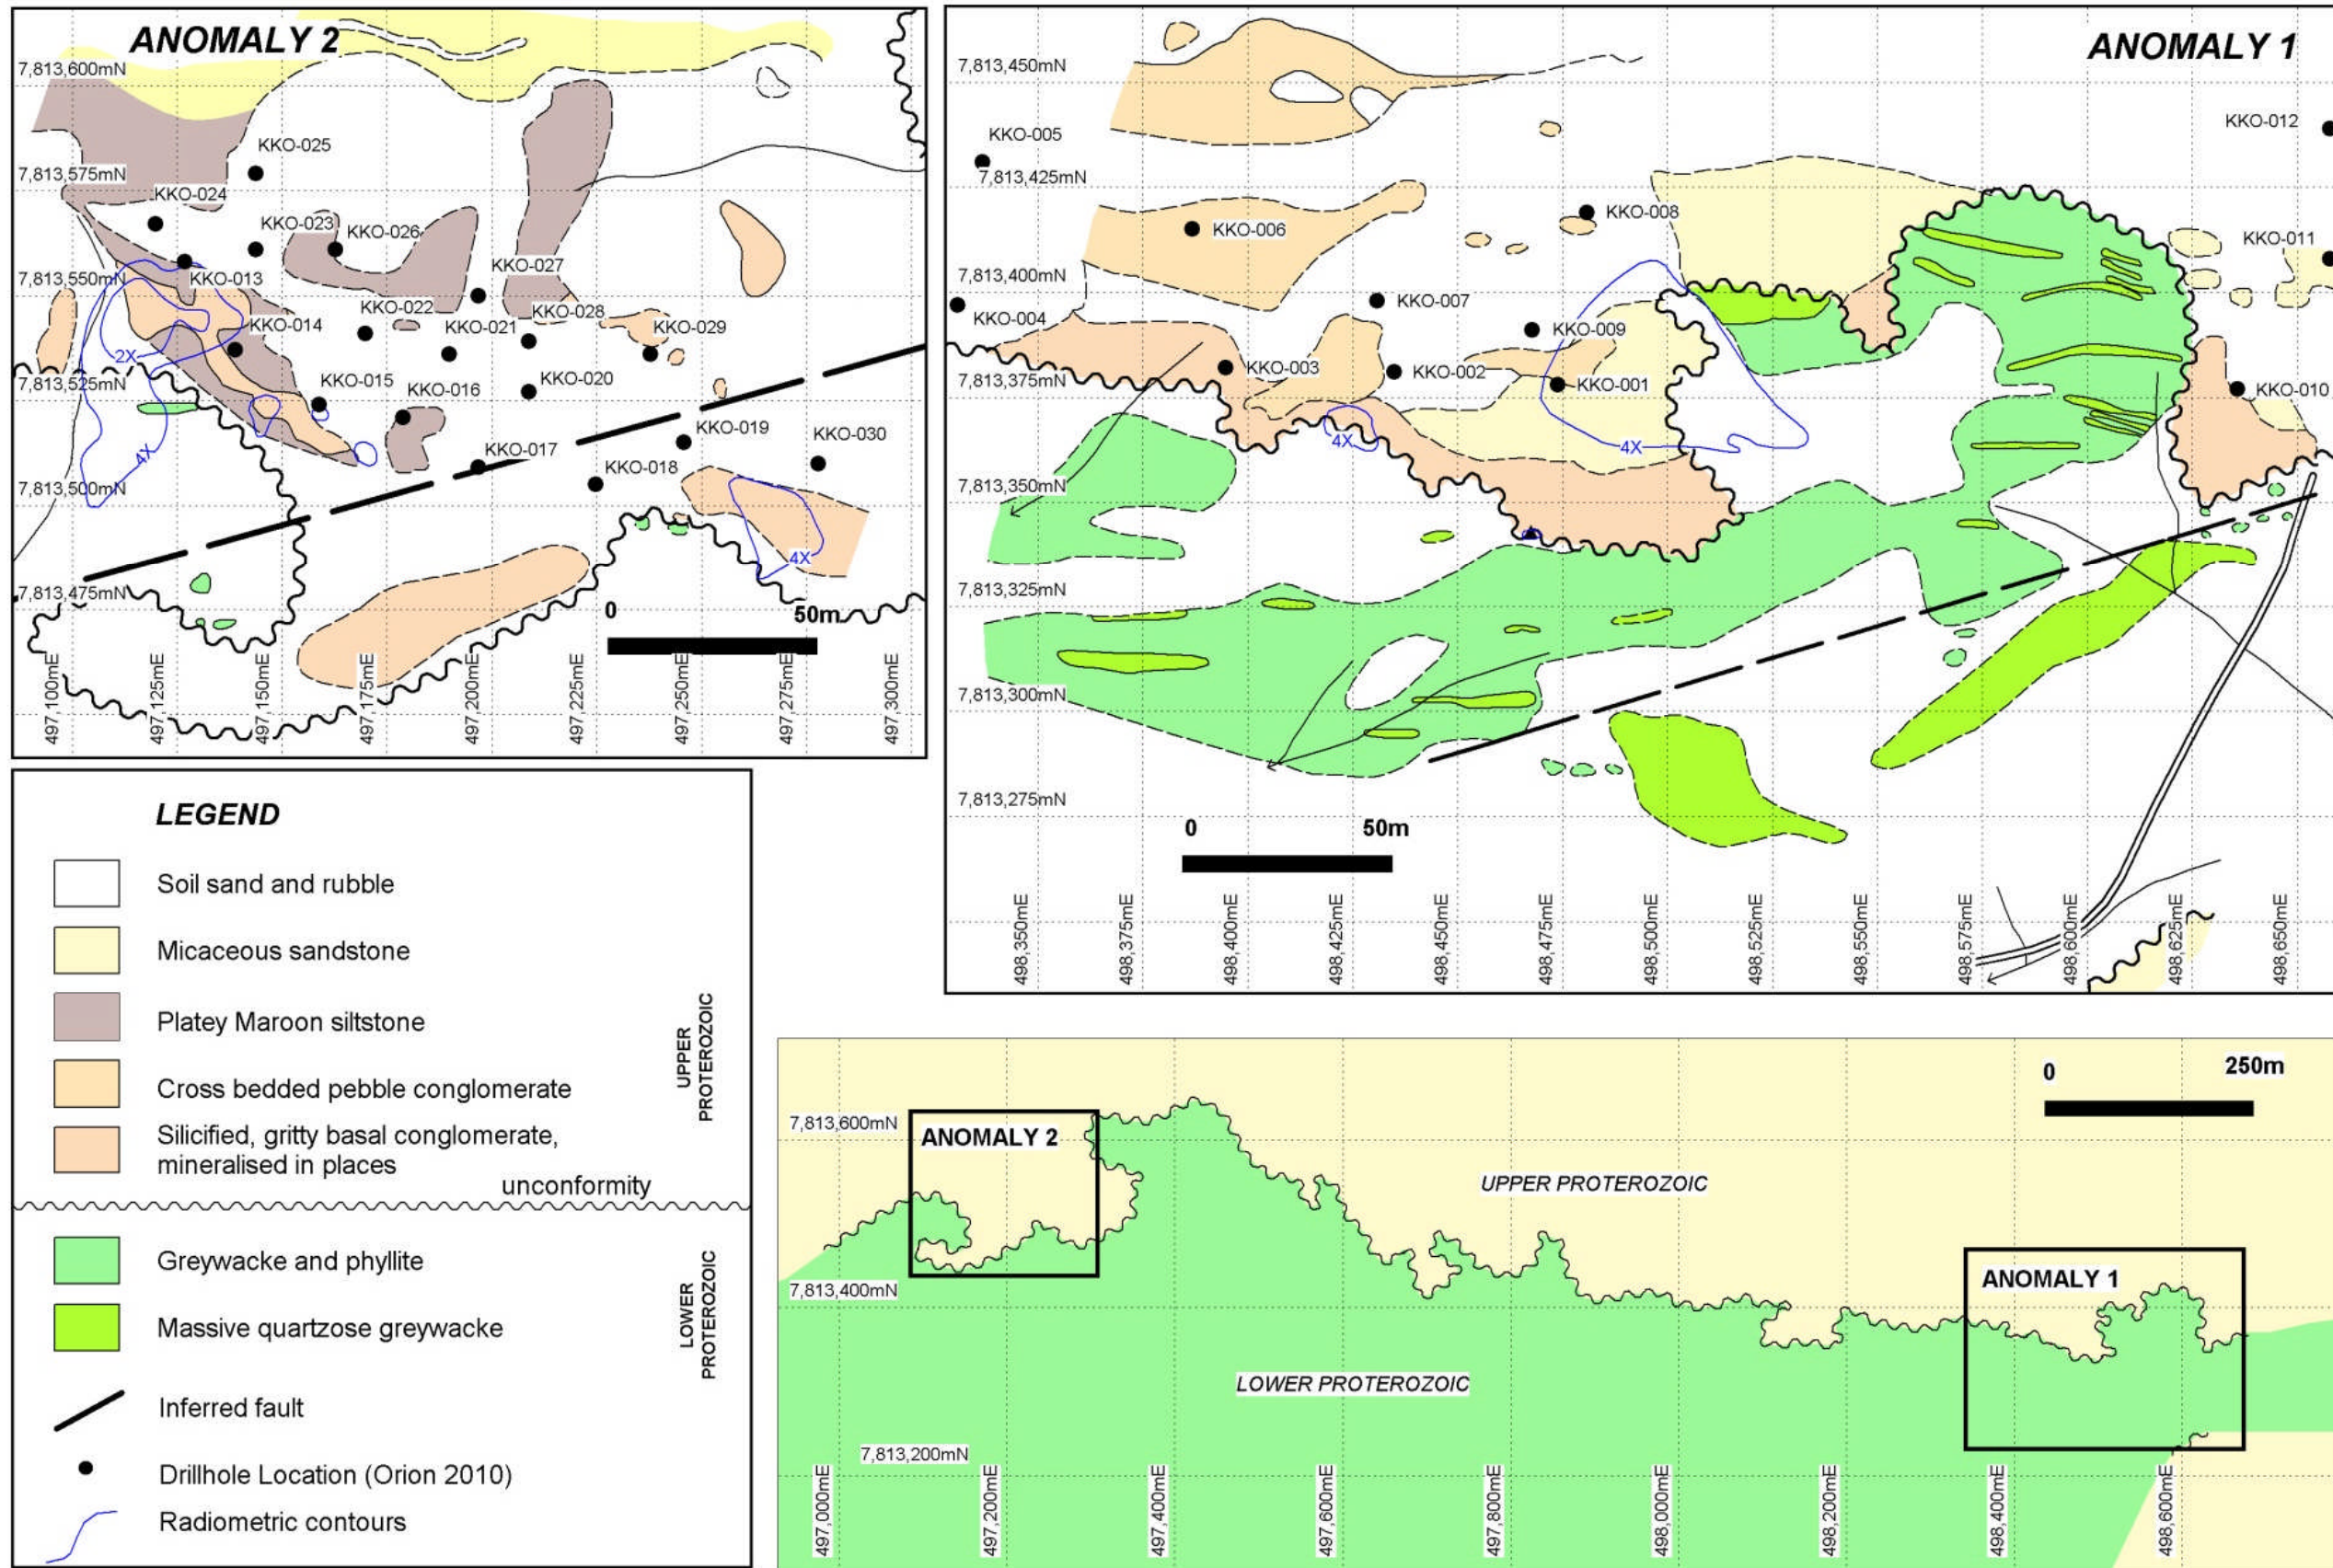 ANOMALY 2
7,813,600mN
KKO-025
7,813,575mN
KKO-024
KKO-023
KKO-026
KKO-027
7,813,550mN
KKO-013
KKO-022
KKO-028
KKO-014
KKO-021
KKO-029
2X
7,813,525mN
KKO-015
KKO-016
KKO-020
4X
KKO-019
KKO-030
KKO-017
KKO-018
7,813,500mN
4X
7,813,475mN
0
50m
497,100mE
497,125mE
497,150mE
497,175mE
497,200mE
497,225mE
497,250mE
497,275mE
497,300mE
ANOMALY 1
7,813,450mN
KKO-005
KKO-012
7,813,425mN
KKO-006
KKO-008
KKO-011
7,813,400mN
KKO-007
KKO-004
KKO-009
KKO-003
KKO-002
7,813,375mN
KKO-001
KKO-010
4X
4X
7,813,350mN
7,813,325mN
7,813,300mN
7,813,275mN
0
50m
498,350mE
498,375mE
498,400mE
498,425mE
498,450mE
498,475mE
498,500mE
498,525mE
498,550mE
498,575mE
498,600mE
498,625mE
498,650mE
LEGEND
Soil sand and rubble
Micaceous sandstone
Platey Maroon siltstone
Cross bedded pebble conglomerate
Silicified, gritty basal conglomerate,
mineralised in places
UPPER
PROTEROZOIC
unconformity
Greywacke and phyllite
Massive quartzose greywacke
LOWER
PROTEROZOIC
Inferred fault
Drillhole Location (Orion 2010)
Radiometric contours
0
250m
7,813,600mN
ANOMALY 2
UPPER PROTEROZOIC
7,813,400mN
ANOMALY 1
LOWER PROTEROZOIC
7,813,200mN
497,000mE
497,200mE
497,400mE
497,600mE
497,800mE
498,000mE
498,200mE
498,400mE
498,600mE